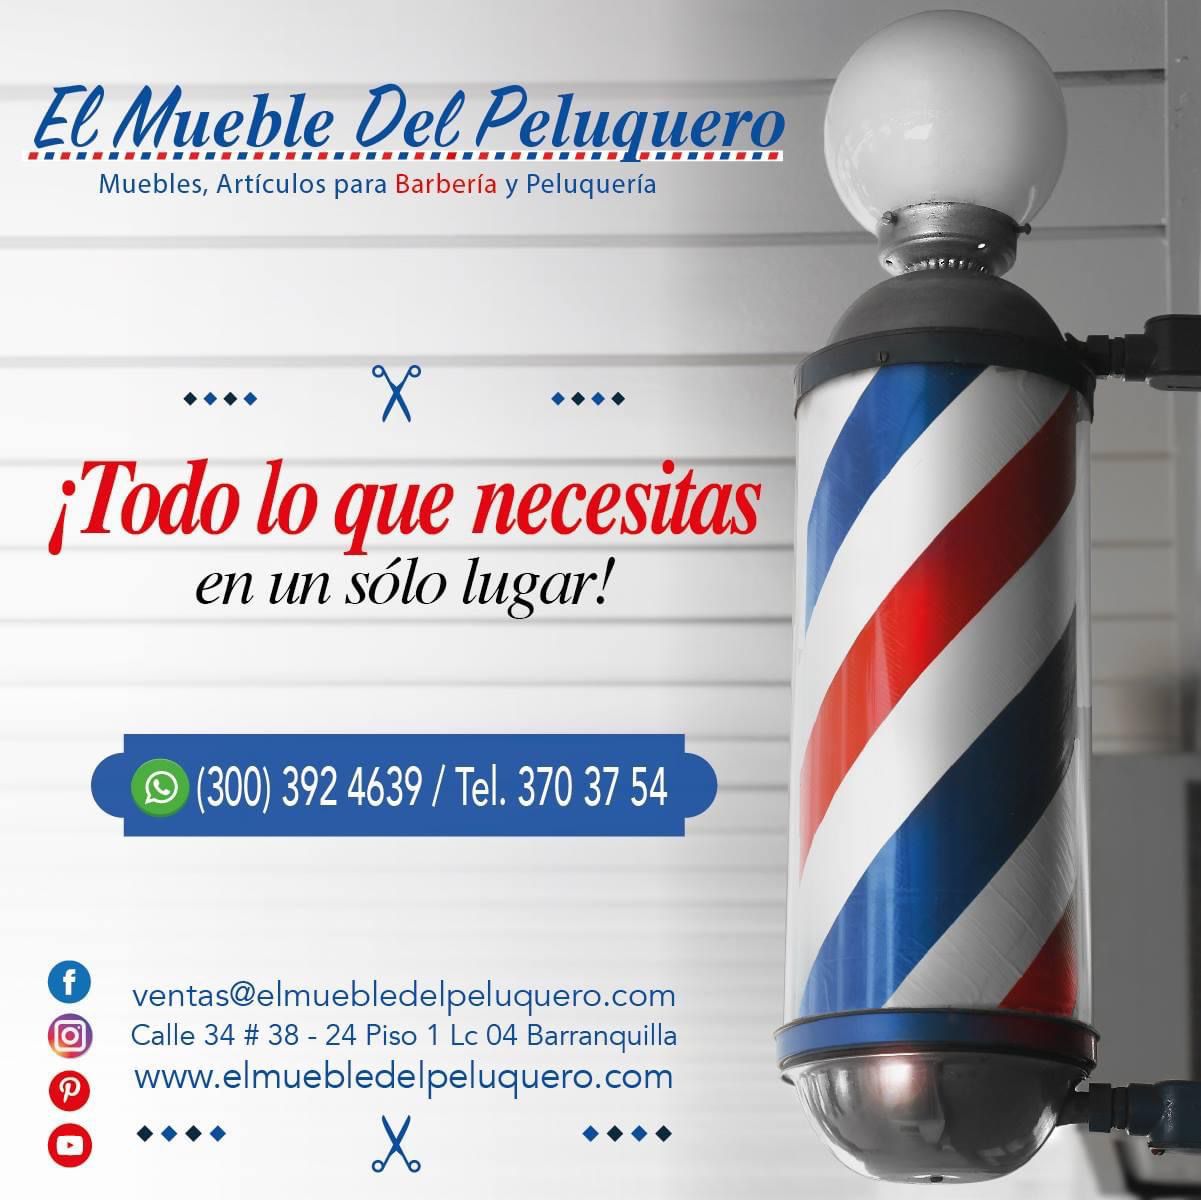 El Mueble Del Peluquero
Muebles, Artículos para Barbería y Peluquería
¡Todo lo que necesitas
en un sólo lugar!
(300) 392 4639 / Tel. 370 37 54
ventas@elmuebledelpeluquero.com
Calle 34 # 38 - 24 Piso 1 Lc 04 Barranquilla
www.elmuebledelpeluquero.com